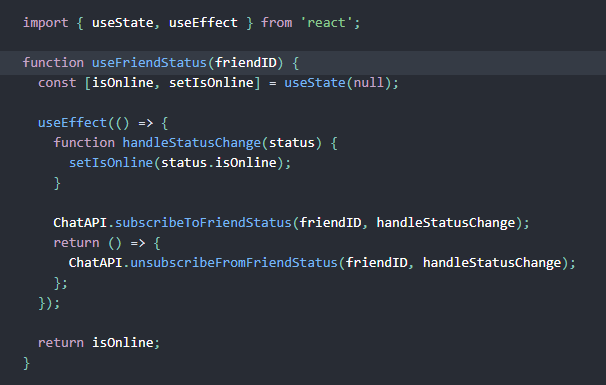 import { useState, useEffect } from 'react';
function useFriendStatus(friendID) {
const [isOnline, setIsOnline] = useState(null);
useEffect(() => {
function handleStatusChange(status) {
setIsOnline(status.isOnline);
}
ChatAPI.subscribeToFriendStatus(friendID, handleStatusChange);
return () => {
ChatAPI.unsubscribeFromFriendStatus(friendID, handleStatusChange);
};
});
return isOnline;
}